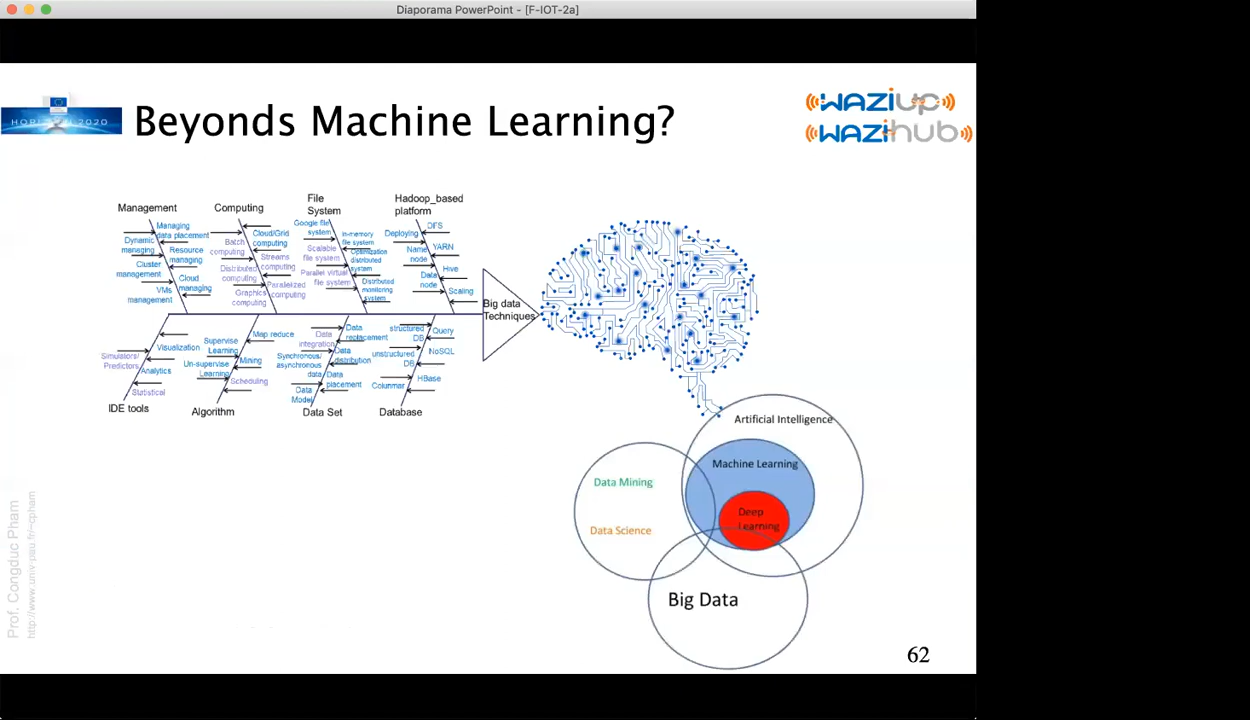 Diaporama PowerPoint - [F-IOT-2a]
HORIZON 2020
Beyonds Machine Learning?
WAZIUP
WAZIhub
Management
Computing
File
System
Hadoop_based
platform
Managing
data placement
Dynamic
managing
Resource
managing
Cluster
management
Cloud
managing
VMs
management
Cloud/Grid
computing
Batch
computing
Streams
computing
Distributed
computing
Paralelized
computing
Graphics
computing
Google file
system
In-memory
file system
Scalable
file system
Optimization
distributed
system
Parallel virtual
file system
Distributed
monitoring
system
DFS
Deploying
YARN
Name
node
Hive
Data
node
Scaling
Big data
Techniques
Visualization
Simulators/
Predictors
Analytics
Statistical
IDE tools
Map reduce
Supervise
Learning
Mining
Un-supervise
Learning
Scheduling
Algorithm
Data
replacement
Data
integration
Data
distribution
Synchronous/
asynchronous
data
Data
placement
Data
Model
Data Set
structured
DB
Query
unstructured
DB
NoSQL
HBase
Columnar
Database
Artificial Intelligence
Machine Learning
Deep
Learning
Data Mining
Data Science
Big Data
Prof. Congduc Pham
http://www.univ-pau.fr/~cpham
62